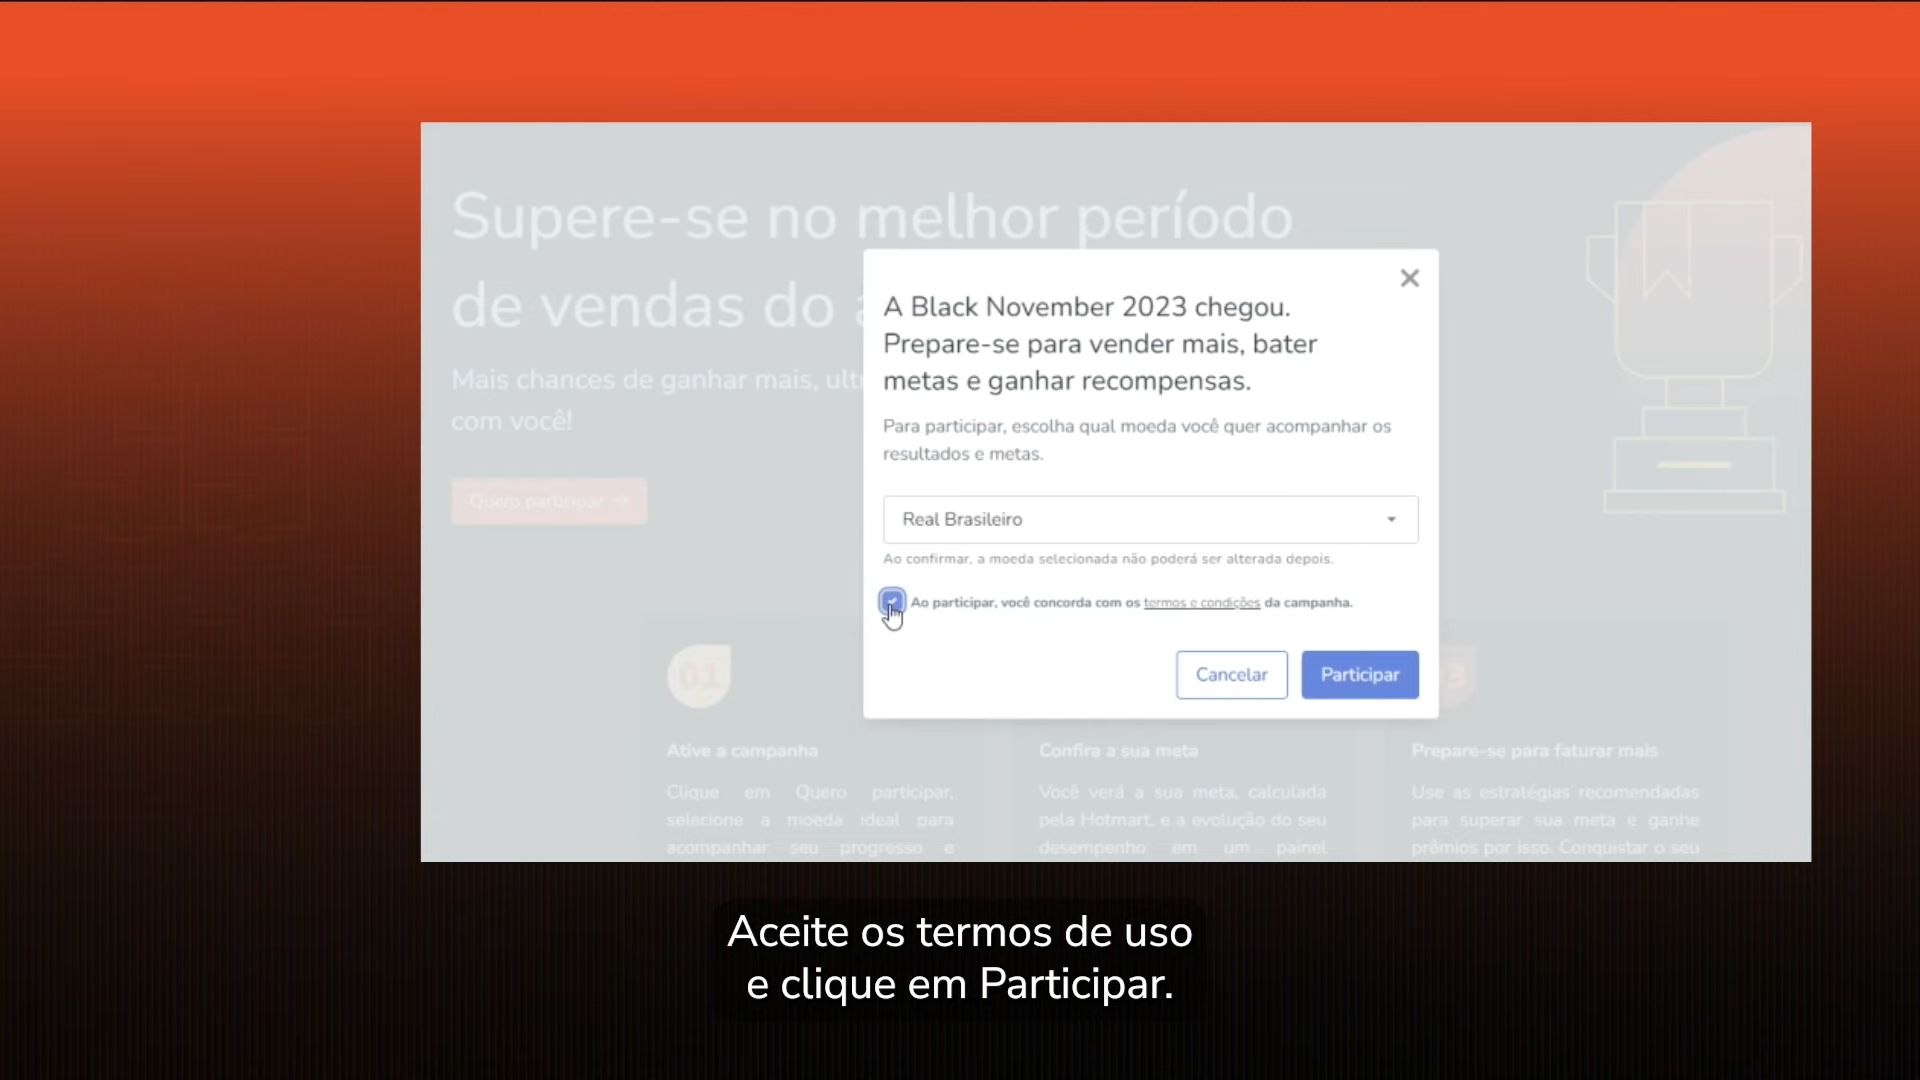 Supere-se no melhor período
de vendas do
Mais chances de ganhar mais,
com você!
Quero participar →
A Black November 2023 chegou.
Prepare-se para vender mais, bater
metas e ganhar recompensas.
Para participar, escolha qual moeda você quer acompanhar os
resultados e metas.
Real Brasileiro
Ao confirmar, a moeda selecionada não poderá ser alterada depois.
Ao participar, você concorda com os termos e condições da campanha.
Cancelar
Participar
01
Ative a campanha
Clique em Quero participar,
selecione a moeda ideal para
acompanhar seu progresso e
Confira a sua meta
Você verá a sua meta, calculada
pela Hotmart, e a evolução do seu
desempenho em um painel
3
Prepare-se para faturar mais
Use as estratégias recomendadas
para superar sua meta e ganhe
prêmios por isso. Conquistar o seu
Aceite os termos de uso
e clique em Participar.